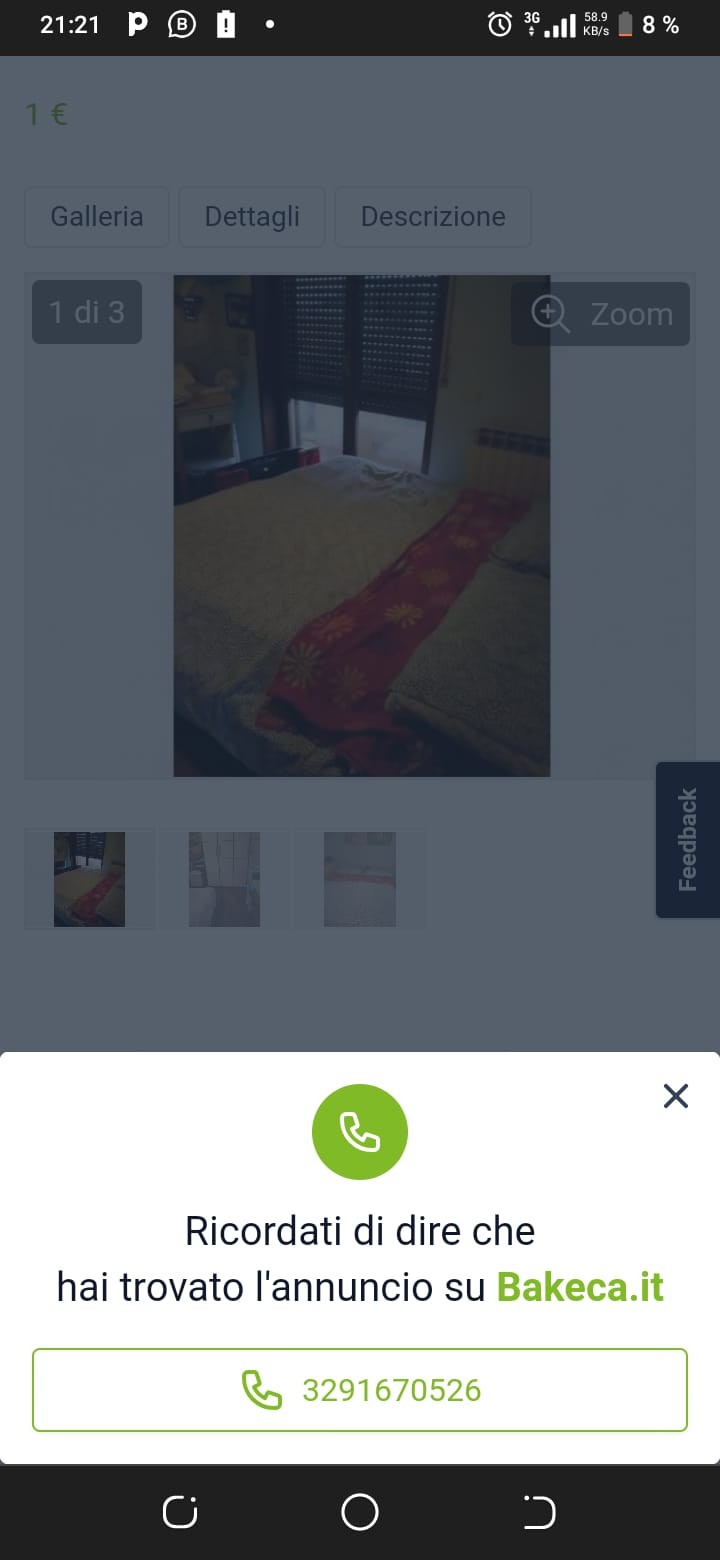 21:21 3G 58.9 KB/s 8 %
1 €
Galleria Dettagli Descrizione
1 di 3 Zoom
Feedback
Ricordati di dire che
hai trovato l'annuncio su Bakeca.it
3291670526